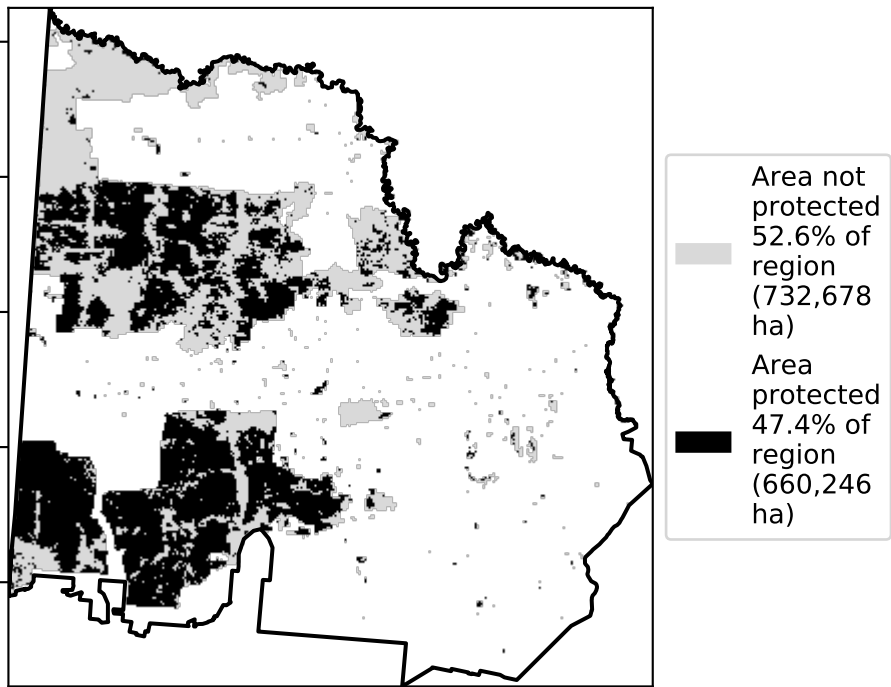 Area not
protected
52.6% of
region
(732,678
ha)
Area
protected
47.4% of
region
(660,246
ha)